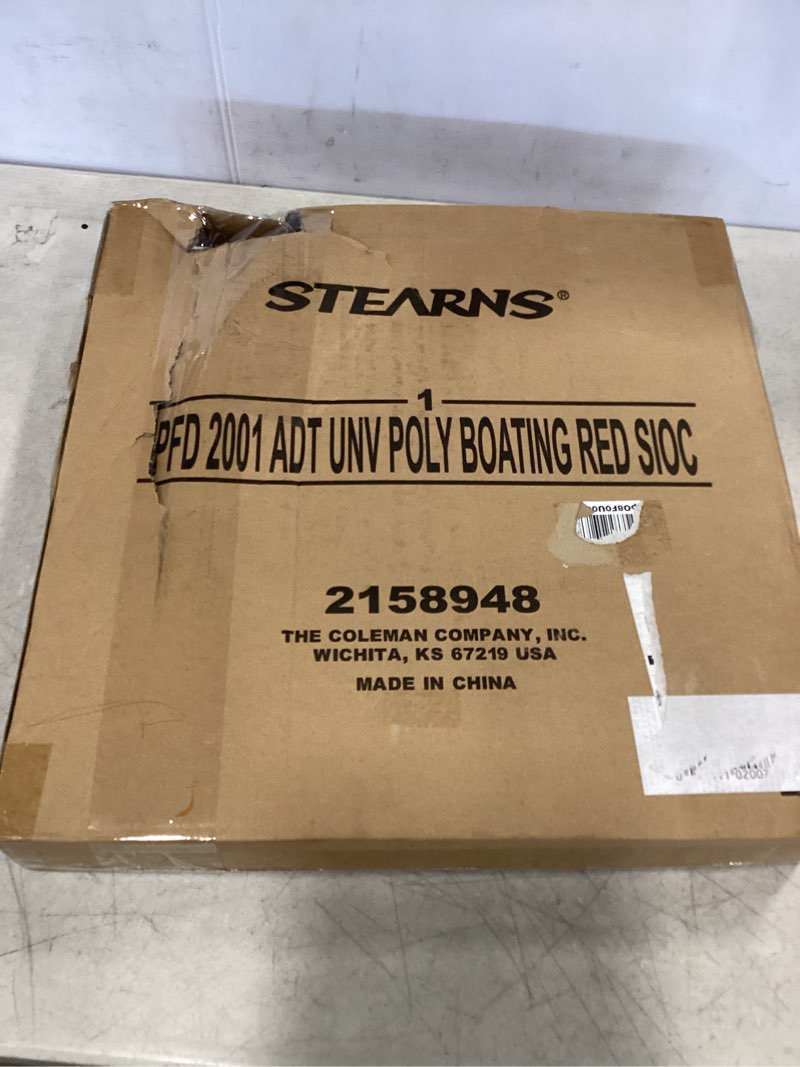 STEARNS®
1
PFD 2001 ADT UNV POLY BOATING RED SIOC
2158948
THE COLEMAN COMPANY, INC.
WICHITA, KS 67219 USA
MADE IN CHINA